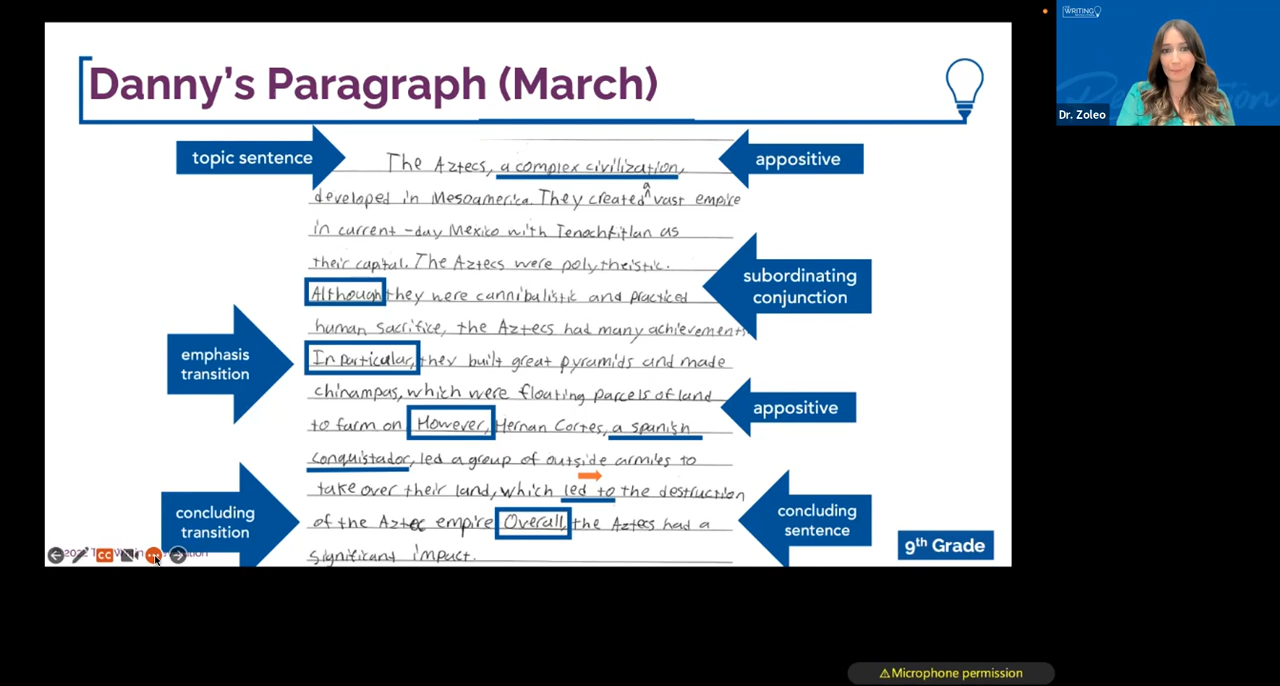 Danny's Paragraph (March)
WRITING
Dr. Zoleo
topic sentence
appositive
The Aztecs, a complex civilization,
developed in Mesoamerica. They created a vast empire
in current-day Mexico with Tenochtitlan as
their capital. The Aztecs were polytheistic.
subordinating
conjunction
Although they were cannibalistic and practiced
human sacrifice, the Aztecs had many achievements.
emphasis
transition
In particular, they built great pyramids and made
chinampas, which were floating parcels of land
appositive
to farm on. However, Hernan Cortes, a spanish
conquistador, led a group of outside armies to
take over their land, which led to the destruction
concluding
transition
concluding
sentence
of the Aztec empire. Overall, the Aztecs had a
significant impact.
9th Grade
CC
⚠Microphone permission